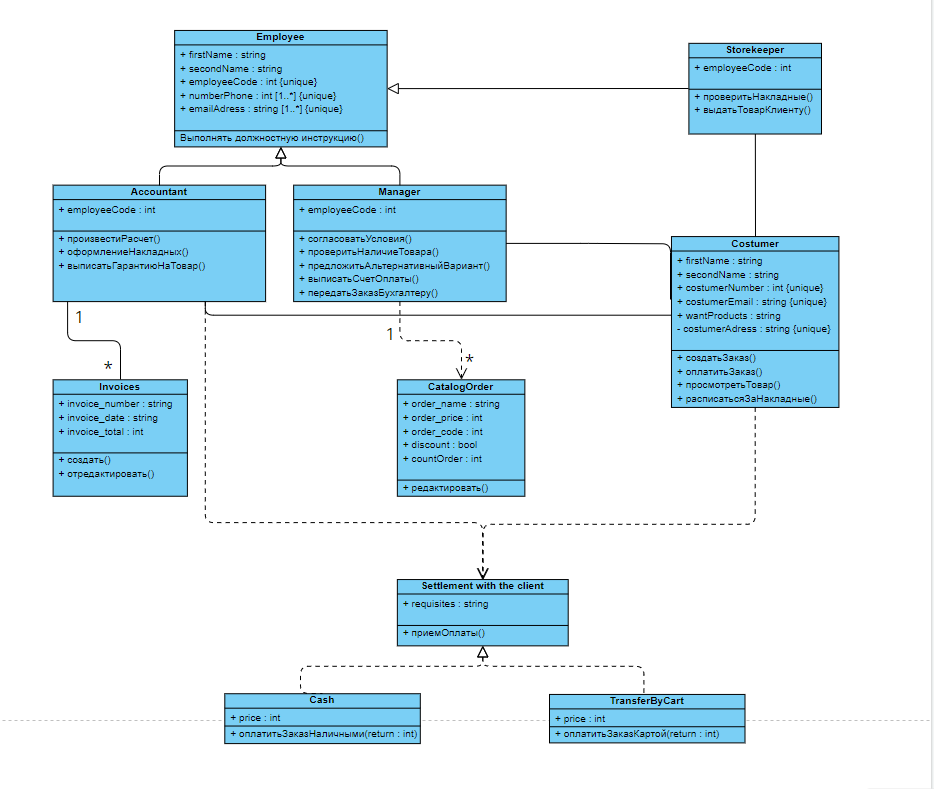 Employee
+ firstName : string
+ secondName : string
+ employeeCode : int {unique}
+ numberPhone : int [1..*] {unique}
+ emailAdress : string [1..*] {unique}
Выполнять должностную инструкцию()
Storekeeper
+ employeeCode : int
+ проверитьНакладные()
+ выдатьТоварКлиенту()
Accountant
+ employeeCode : int
+ произвестиРасчет()
+ оформлениеНакладных()
+ выписатьГарантиюНаТовар()
Manager
+ employeeCode : int
+ согласоватьУсловия()
+ проверитьНаличиеТовара()
+ предложитьАльтернативныйВариант()
+ выписатьСчетОплаты()
+ передатьЗаказБухгалтеру()
Costumer
+ firstName : string
+ secondName : string
+ costumerNumber : int {unique}
+ costumerEmail : string {unique}
+ wantProducts : string
- costumerAdress : string {unique}
+ создатьЗаказ()
+ оплатитьЗаказ()
+ просмотретьТовар()
+ расписатьсяЗаНакладные()
1
*
1
*
Invoices
+ invoice_number : string
+ invoice_date : string
+ invoice_total : int
+ создать()
+ отредактировать()
CatalogOrder
+ order_name : string
+ order_price : int
+ order_code : int
+ discount : bool
+ countOrder : int
+ редактировать()
Settlement with the client
+ requisites : string
+ приемОплаты()
Cash
+ price : int
+ оплатитьЗаказНаличными(return : int)
TransferByCart
+ price : int
+ оплатитьЗаказКартой(return : int)